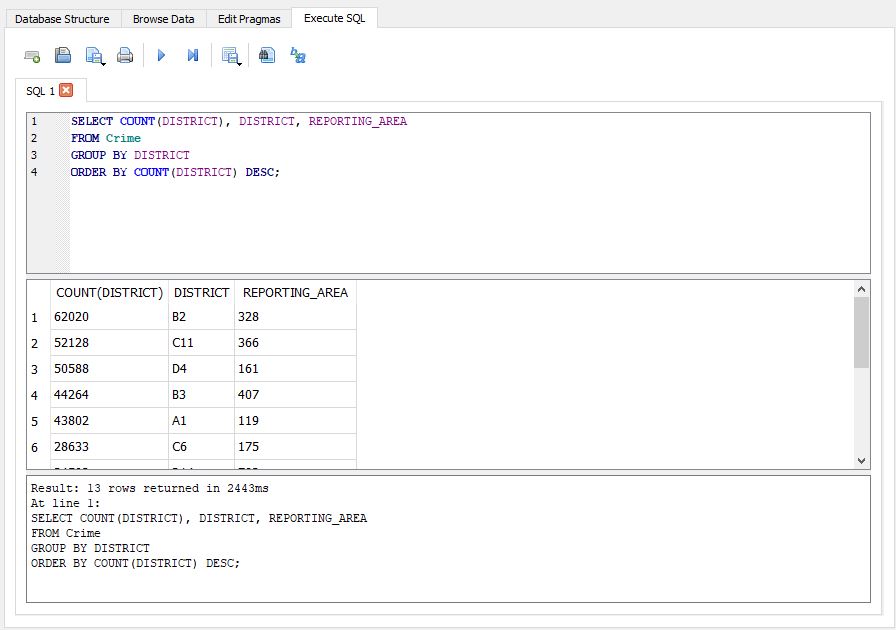 Database Structure Browse Data Edit Pragmas Execute SQL
SQL 1
1 SELECT COUNT(DISTRICT), DISTRICT, REPORTING_AREA
2 FROM Crime
3 GROUP BY DISTRICT
4 ORDER BY COUNT(DISTRICT) DESC;
COUNT(DISTRICT) DISTRICT REPORTING_AREA
1 62020 B2 328
2 52128 C11 366
3 50588 D4 161
4 44264 B3 407
5 43802 A1 119
6 28633 C6 175
Result: 13 rows returned in 2443ms
At line 1:
SELECT COUNT(DISTRICT), DISTRICT, REPORTING_AREA
FROM Crime
GROUP BY DISTRICT
ORDER BY COUNT(DISTRICT) DESC;